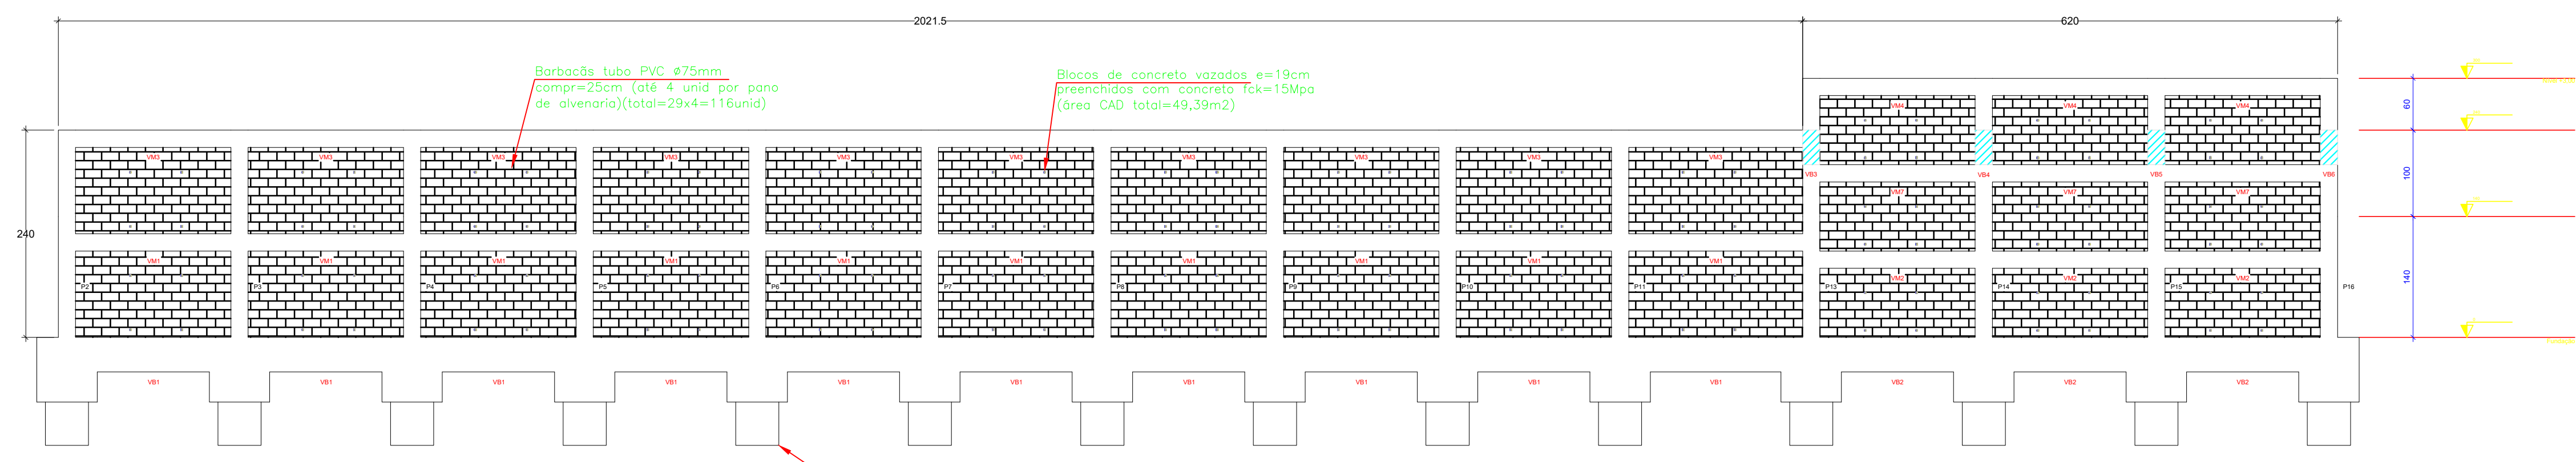 2021.5
620
Barbacãs tubo PVC ø75mm
compr=25cm (até 4 unid por pano
de alvenaria)(total=29x4=116unid)
Blocos de concreto vazados e=19cm
preenchidos com concreto fck=15Mpa
(área CAD total=49,39m2)
60
100
140
240
VM4 VM4 VM4
VM3 VM3 VM3 VM3 VM3 VM3 VM3 VM3 VM3 VM3
VB3 VB4 VB5 VB6
VM7 VM7 VM7
VM1 VM1 VM1 VM1 VM1 VM1 VM1 VM1 VM1 VM1
VM2 VM2 VM2
P2 P3 P4 P5 P6 P7 P8 P9 P10 P11 P13 P14 P15 P16
VB1 VB1 VB1 VB1 VB1 VB1 VB1 VB1 VB1 VB1 VB2 VB2 VB2